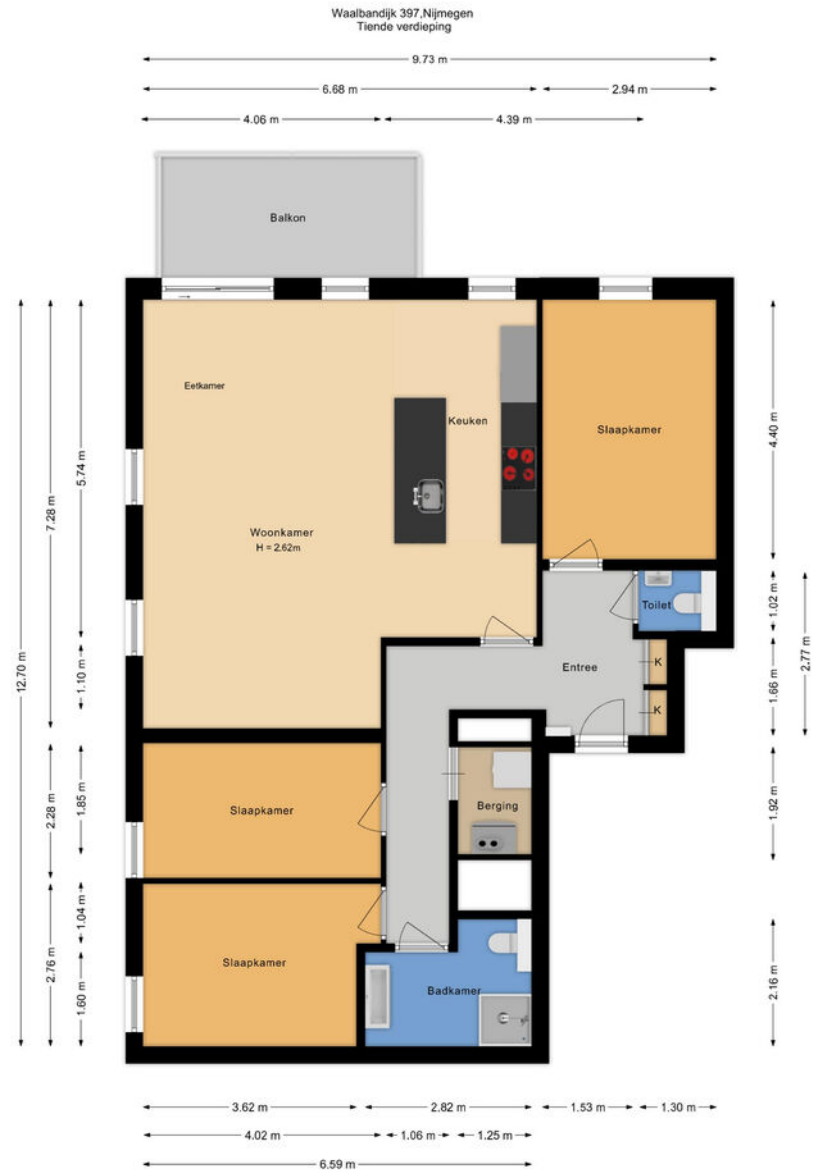 Waalbandijk 397,Nijmegen
Tiende verdieping
9.73 m
6.68 m
2.94 m
4.06 m
4.39 m
Balkon
Eetkamer
Keuken
Slaapkamer
Woonkamer
H = 2.62m
Toilet
Entree
K
K
Slaapkamer
Berging
Slaapkamer
Badkamer
12.70 m
7.28 m
5.74 m
1.10 m
2.28 m
1.85 m
2.76 m
1.04 m
1.60 m
4.40 m
1.02 m
2.77 m
1.66 m
1.92 m
2.16 m
3.62 m
2.82 m
1.53 m
1.30 m
4.02 m
1.06 m
1.25 m
6.59 m